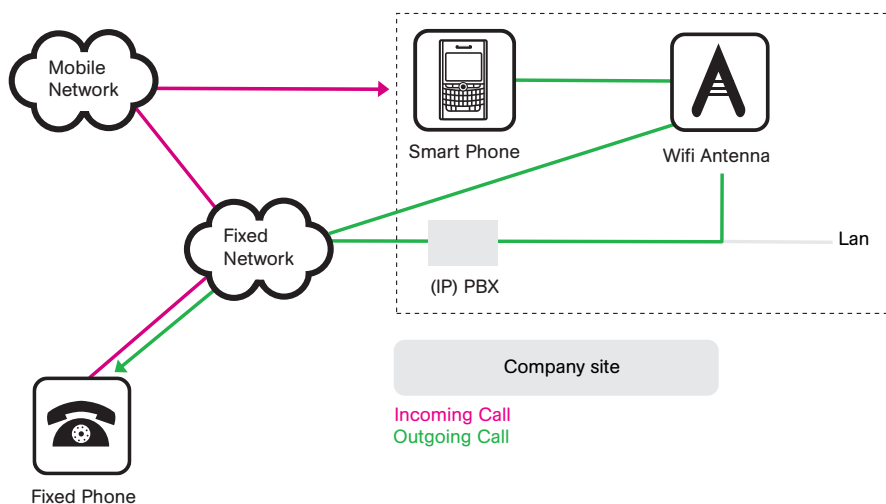 Mobile
Network
Smart Phone
Wifi Antenna
Fixed
Network
Lan
(IP) PBX
Company site
Incoming Call
Outgoing Call
Fixed Phone